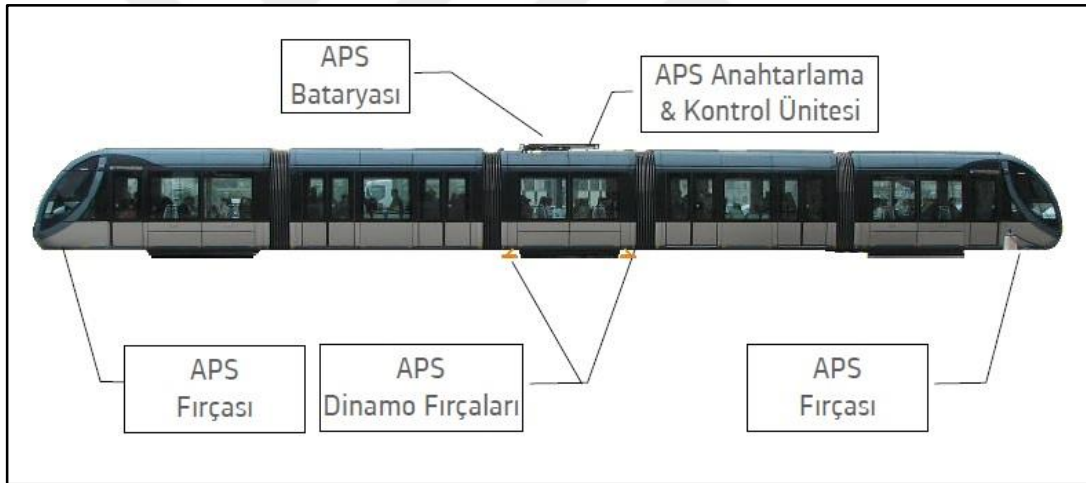 APS
Bataryası
APS Anahtarlama
& Kontrol Ünitesi
APS
Fırçası
APS
Dinamo Fırçaları
APS
Fırçası